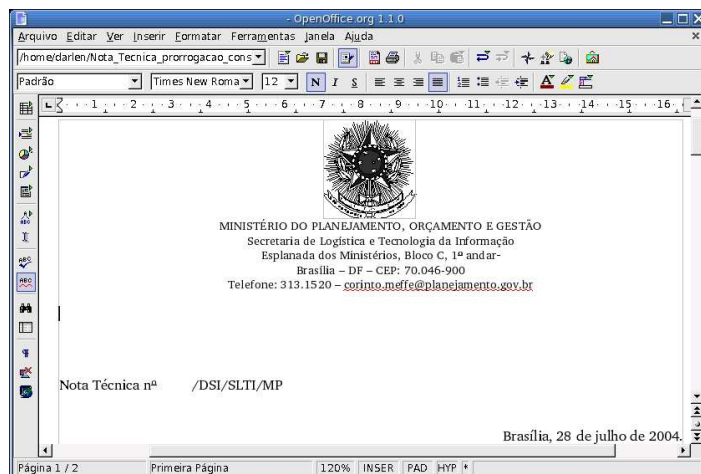 - OpenOffice.org 1.1.0
Arquivo Editar Ver Inserir Formatar Ferramentas Janela Ajuda
/home/darlen/Nota_Tecnica_prorrogacao_cons
Padrão Times New Roma 12 N I S
1 2 3 4 5 6 7 8 9 10 11 12 13 14 15 16
MINISTÉRIO DO PLANEJAMENTO, ORÇAMENTO E GESTÃO
Secretaria de Logística e Tecnologia da Informação
Esplanada dos Ministérios, Bloco C, 1º andar-
Brasília – DF – CEP: 70.046-900
Telefone: 313.1520 – corinto.meffe@planejamento.gov.br
Nota Técnica nº /DSI/SLTI/MP
Brasília, 28 de julho de 2004.
Página 1 / 2 Primeira Página 120% INSER PAD HYP *